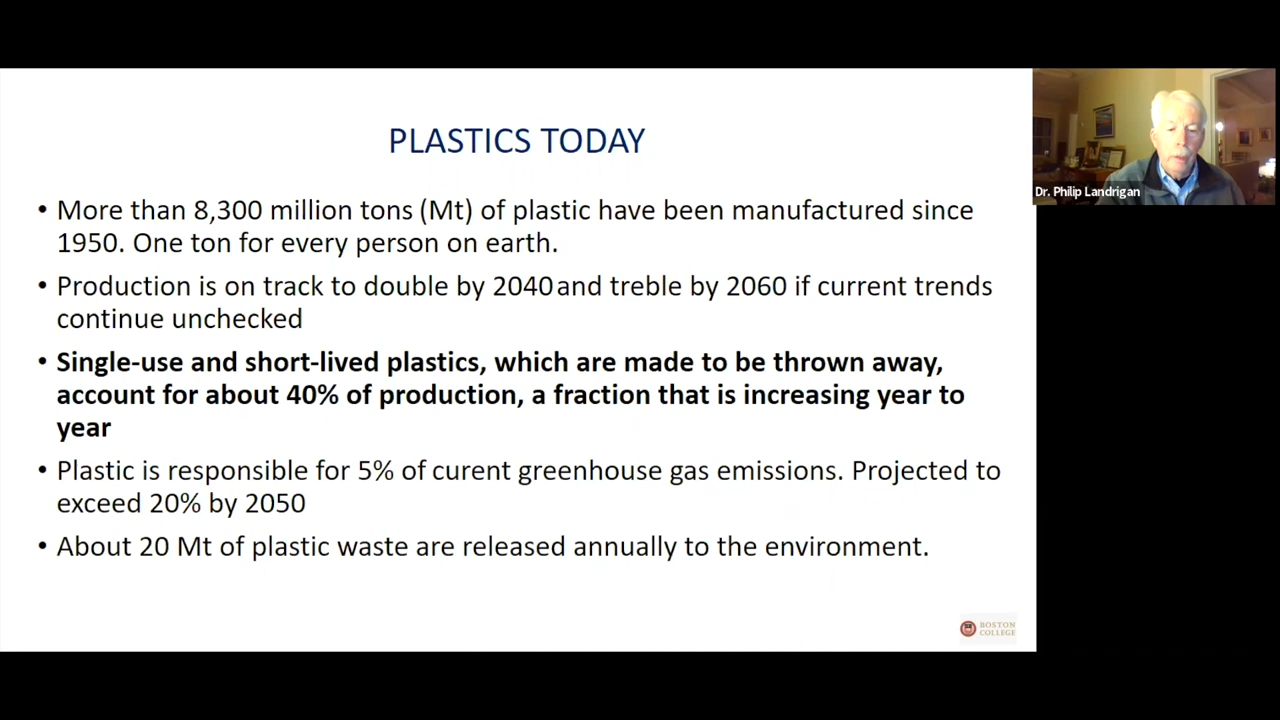 PLASTICS TODAY
• More than 8,300 million tons (Mt) of plastic have been manufactured since
1950. One ton for every person on earth.
• Production is on track to double by 2040 and treble by 2060 if current trends
continue unchecked
• Single-use and short-lived plastics, which are made to be thrown away,
account for about 40% of production, a fraction that is increasing year to
year
• Plastic is responsible for 5% of curent greenhouse gas emissions. Projected to
exceed 20% by 2050
• About 20 Mt of plastic waste are released annually to the environment.
BOSTON
COLLEGE
Dr. Philip Landrigan